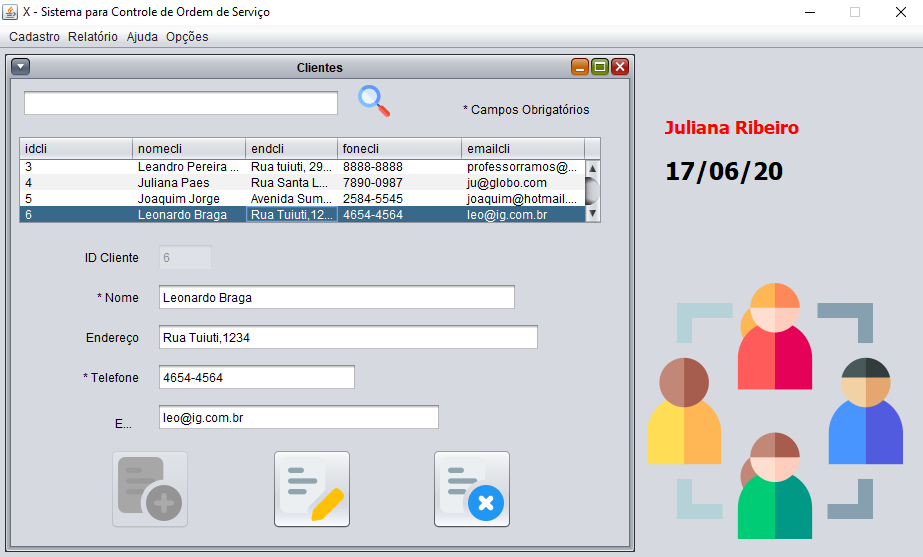 X - Sistema para Controle de Ordem de Serviço
Cadastro Relatório Ajuda Opções
Clientes
* Campos Obrigatórios
idcli nomecli endcli fonecli emailcli
3 Leandro Pereira ... Rua tuiuti, 29... 8888-8888 professorramos@...
4 Juliana Paes Rua Santa L... 7890-0987 ju@globo.com
5 Joaquim Jorge Avenida Sum... 2584-5545 joaquim@hotmail....
6 Leonardo Braga Rua Tuiuti,12... 4654-4564 leo@ig.com.br
ID Cliente 6
* Nome Leonardo Braga
Endereço Rua Tuiuti,1234
* Telefone 4654-4564
E... leo@ig.com.br
Juliana Ribeiro
17/06/20